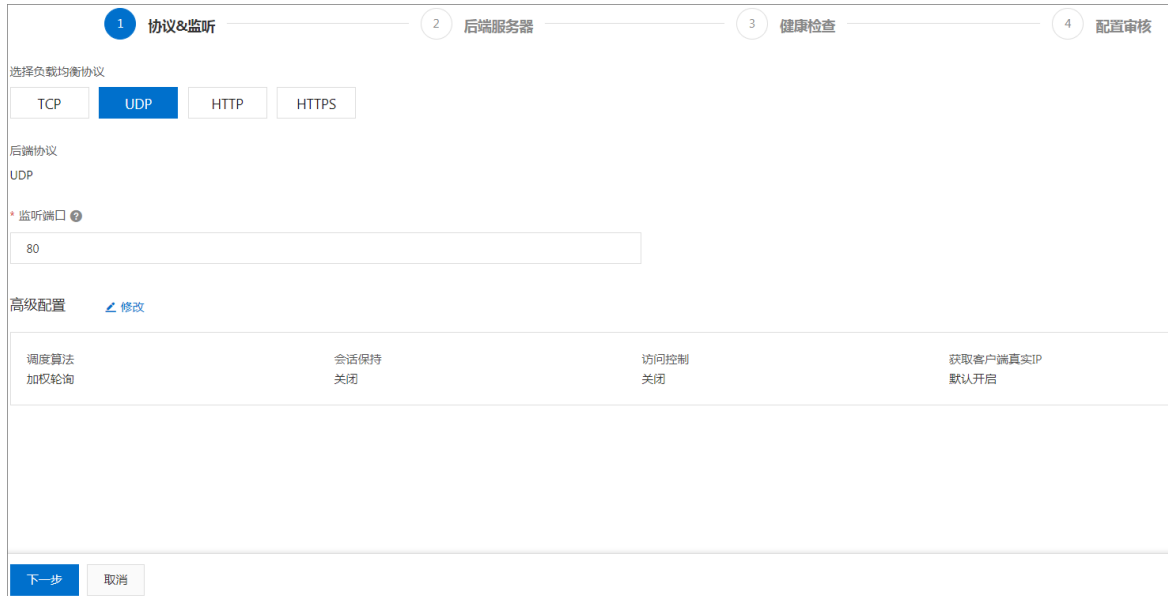 1 协议&监听 2 后端服务器 3 健康检查 4 配置审核
选择负载均衡协议
TCP UDP HTTP HTTPS
后端协议
UDP
* 监听端口 ?
80
高级配置 修改
调度算法 会话保持 访问控制 获取客户端真实IP
加权轮询 关闭 关闭 默认开启
下一步 取消